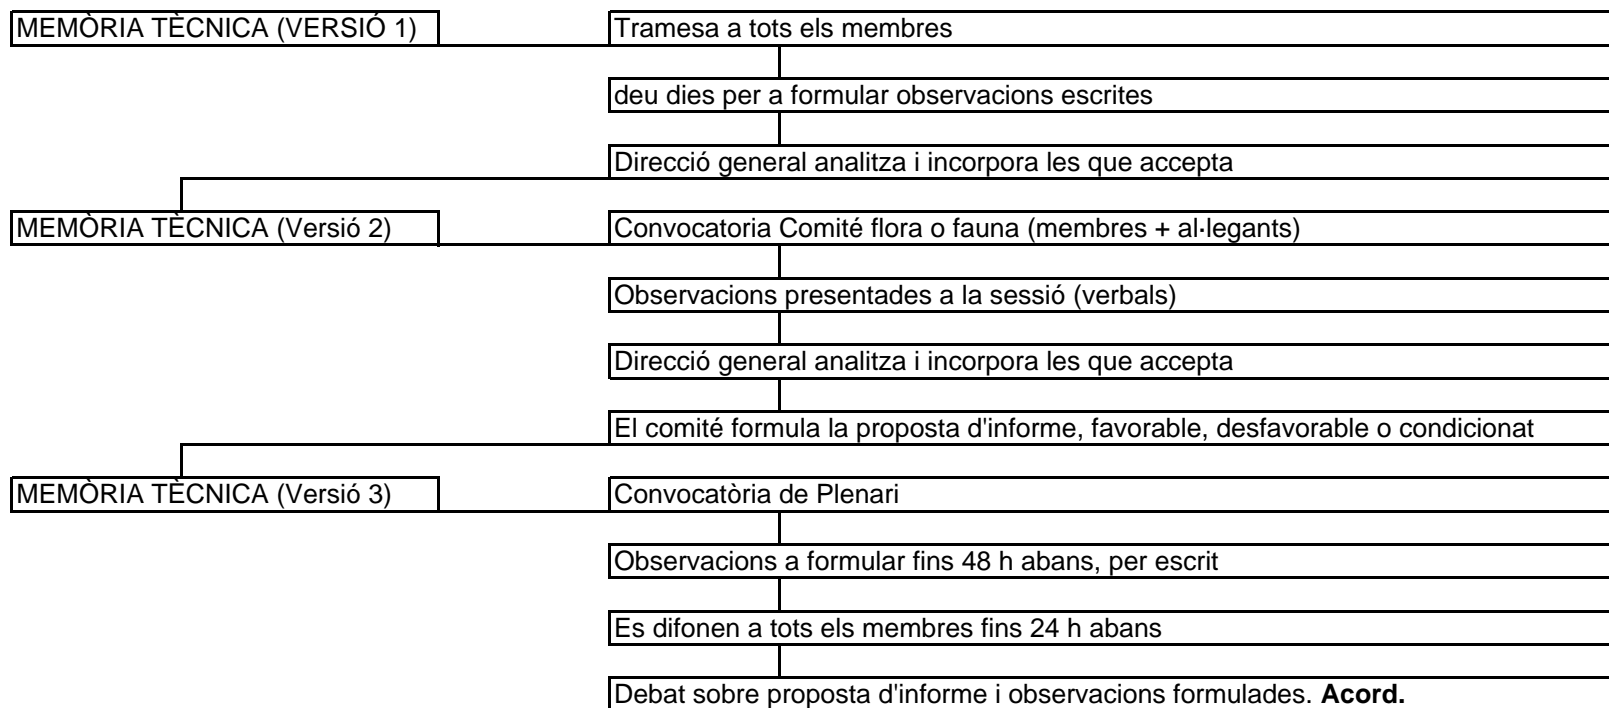 MEMÒRIA TÈCNICA (VERSIÓ 1)
Tramesa a tots els membres
deu dies per a formular observacions escrites
Direcció general analitza i incorpora les que accepta
MEMÒRIA TÈCNICA (Versió 2)
Convocatoria Comité flora o fauna (membres + al·legants)
Observacions presentades a la sessió (verbals)
Direcció general analitza i incorpora les que accepta
El comité formula la proposta d'informe, favorable, desfavorable o condicionat
MEMÒRIA TÈCNICA (Versió 3)
Convocatòria de Plenari
Observacions a formular fins 48 h abans, per escrit
Es difonen a tots els membres fins 24 h abans
Debat sobre proposta d'informe i observacions formulades. Acord.